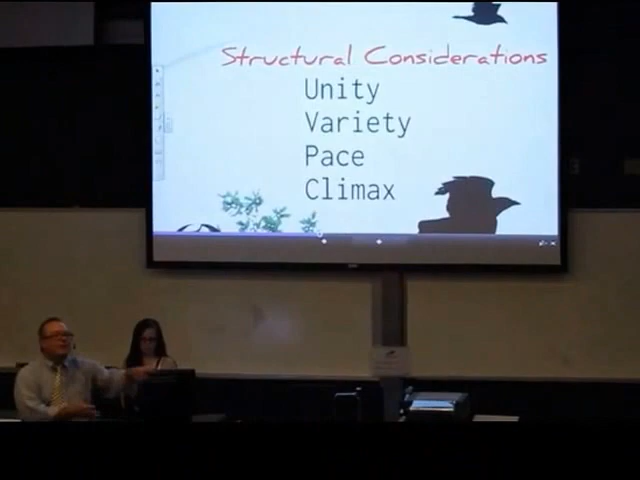 Structural Considerations
Unity
Variety
Pace
Climax